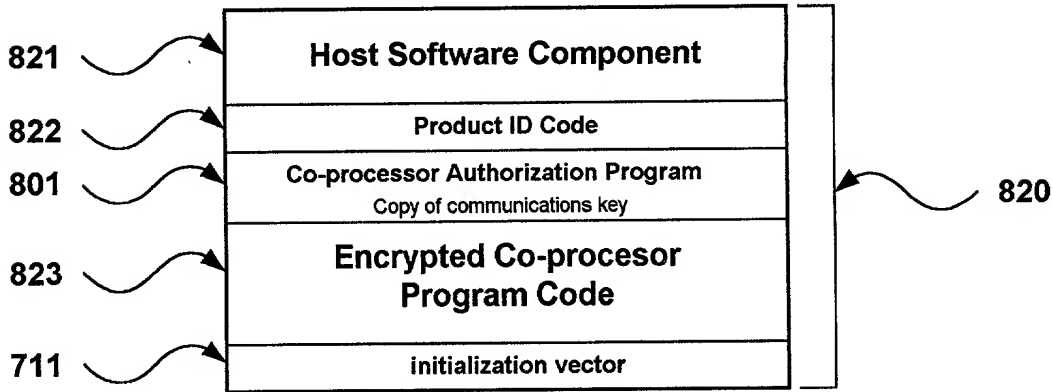 821
Host Software Component
822
Product ID Code
801
Co-processor Authorization Program
Copy of communications key
820
823
Encrypted Co-procesor
Program Code
711
initialization vector